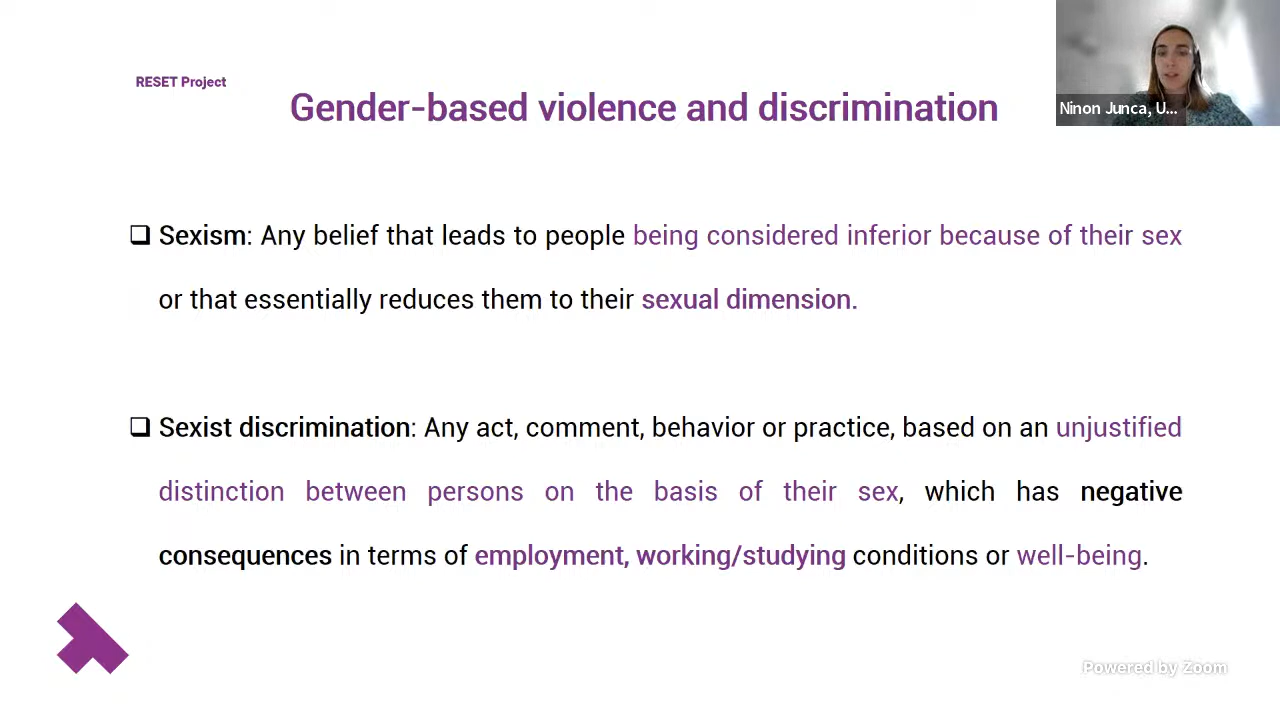 RESET Project
Gender-based violence and discrimination
Ninon Junca, U...
❑ Sexism: Any belief that leads to people being considered inferior because of their sex
or that essentially reduces them to their sexual dimension.
❑ Sexist discrimination: Any act, comment, behavior or practice, based on an unjustified
distinction between persons on the basis of their sex, which has negative
consequences in terms of employment, working/studying conditions or well-being.
Powered by Zoom